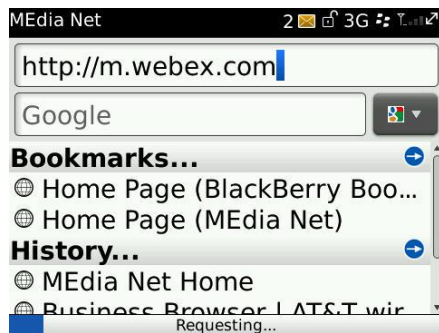 MEdia Net 2 3G
http://m.webex.com
Google
Bookmarks...
Home Page (BlackBerry Boo...
Home Page (MEdia Net)
History...
MEdia Net Home
Business Browser | AT&T wir
Requesting...